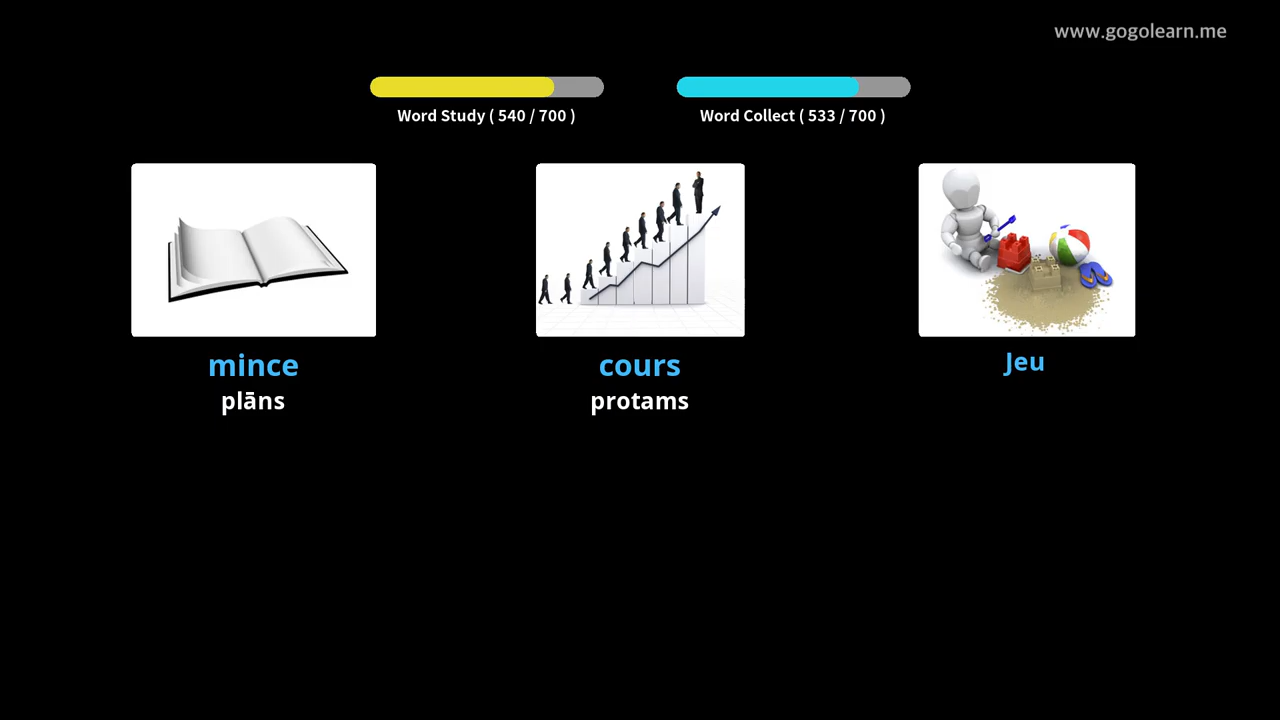 www.gogolearn.me
Word Study ( 540 / 700 )
Word Collect ( 533 / 700 )
mince
plāns
cours
protams
Jeu